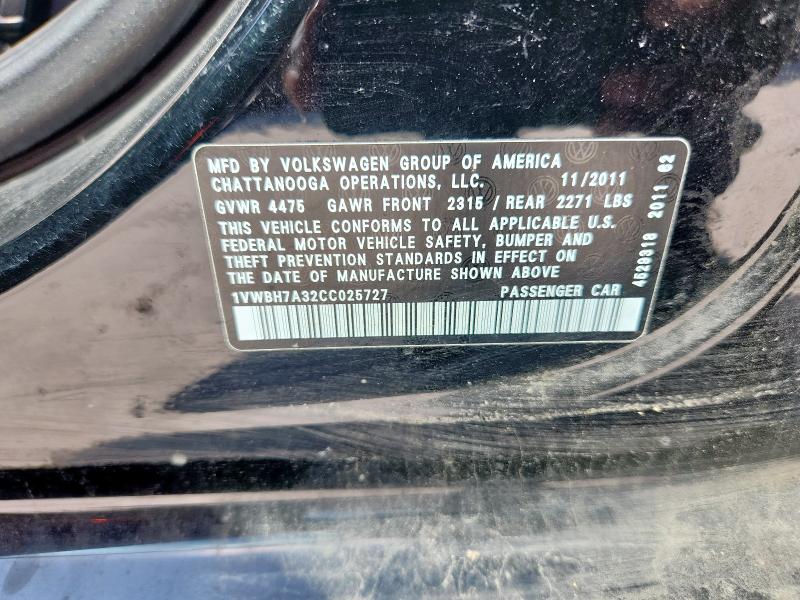 MFD BY VOLKSWAGEN GROUP OF AMERICA
CHATTANOOGA OPERATIONS, LLC. 11/2011
GVWR 4475 GAWR FRONT 2315 / REAR 2271 LBS
THIS VEHICLE CONFORMS TO ALL APPLICABLE U.S.
FEDERAL MOTOR VEHICLE SAFETY, BUMPER AND
THEFT PREVENTION STANDARDS IN EFFECT ON
THE DATE OF MANUFACTURE SHOWN ABOVE
1VWBH7A32CC025727 PASSENGER CAR
4529319 2011 G2